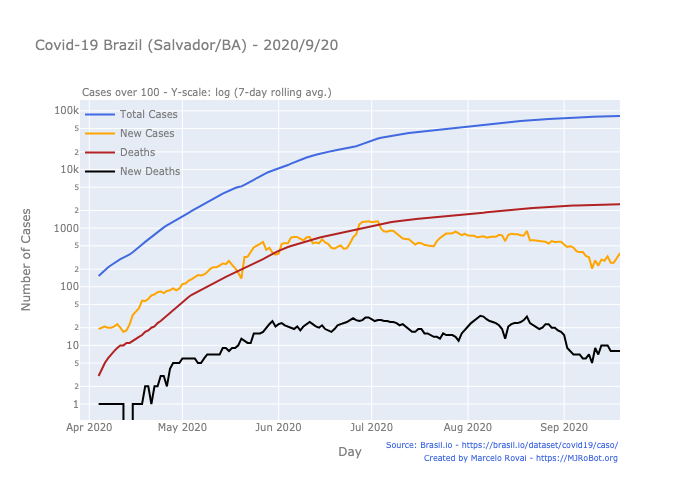 Covid-19 Brazil (Salvador/BA) - 2020/9/20
Cases over 100 - Y-scale: log (7-day rolling avg.)
Total Cases
New Cases
Deaths
New Deaths
100k
5
2
10k
5
2
1000
5
2
100
5
2
10
5
2
1
Number of Cases
Apr 2020 May 2020 Jun 2020 Jul 2020 Aug 2020 Sep 2020
Day
Source: Brasil.io - https://brasil.io/dataset/covid19/caso/
Created by Marcelo Rovai - https://MJRoBot.org